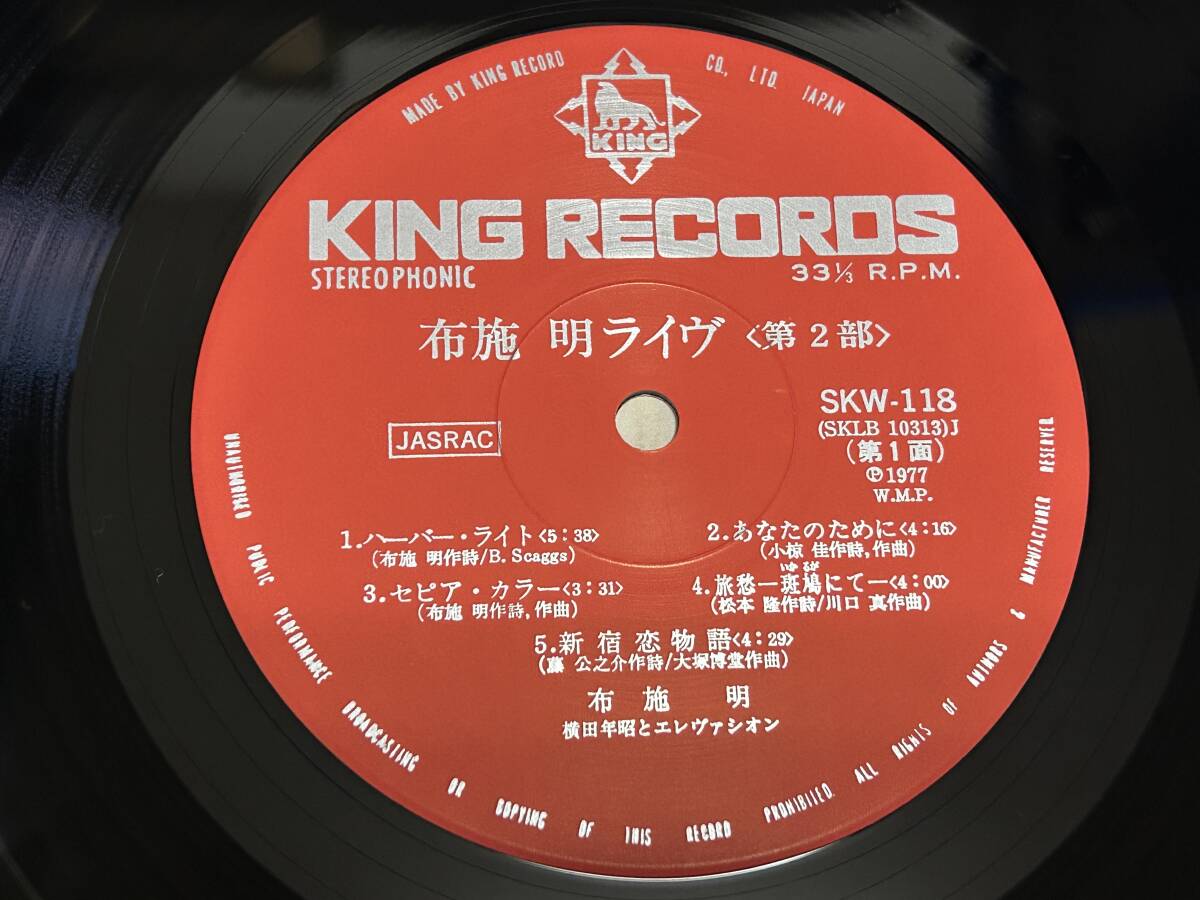 MADE BY KING RECORD CO., LTD. JAPAN
KING
KING RECORDS
STEREOPHONIC
33⅓ R.P.M.
布施 明ライヴ〈第2部〉
JASRAC
SKW-118
(SKLB 10313)J
(第1面)
Ⓟ1977
W.M.P.
1.ハーバー・ライト<5:38>
(布施 明作詩/B. Scaggs)
2.あなたのために<4:16>
(小椋 佳作詩,作曲)
3.セピア・カラー<3:31>
(布施 明作詩,作曲)
いかるが
4.旅愁―斑鳩にて―<4:00>
(松本 隆作詩/川口 真作曲)
5.新宿恋物語<4:29>
(藤 公之介作詩/大塚博堂作曲)
布施 明
横田年昭とエレヴァシオン
UNAUTHORISED PUBLIC PERFORMANCE BROADCASTING OR COPYING OF THIS RECORD PROHIBITED. ALL RIGHTS OF AUTHORS & MANUFACTURER RESERVED